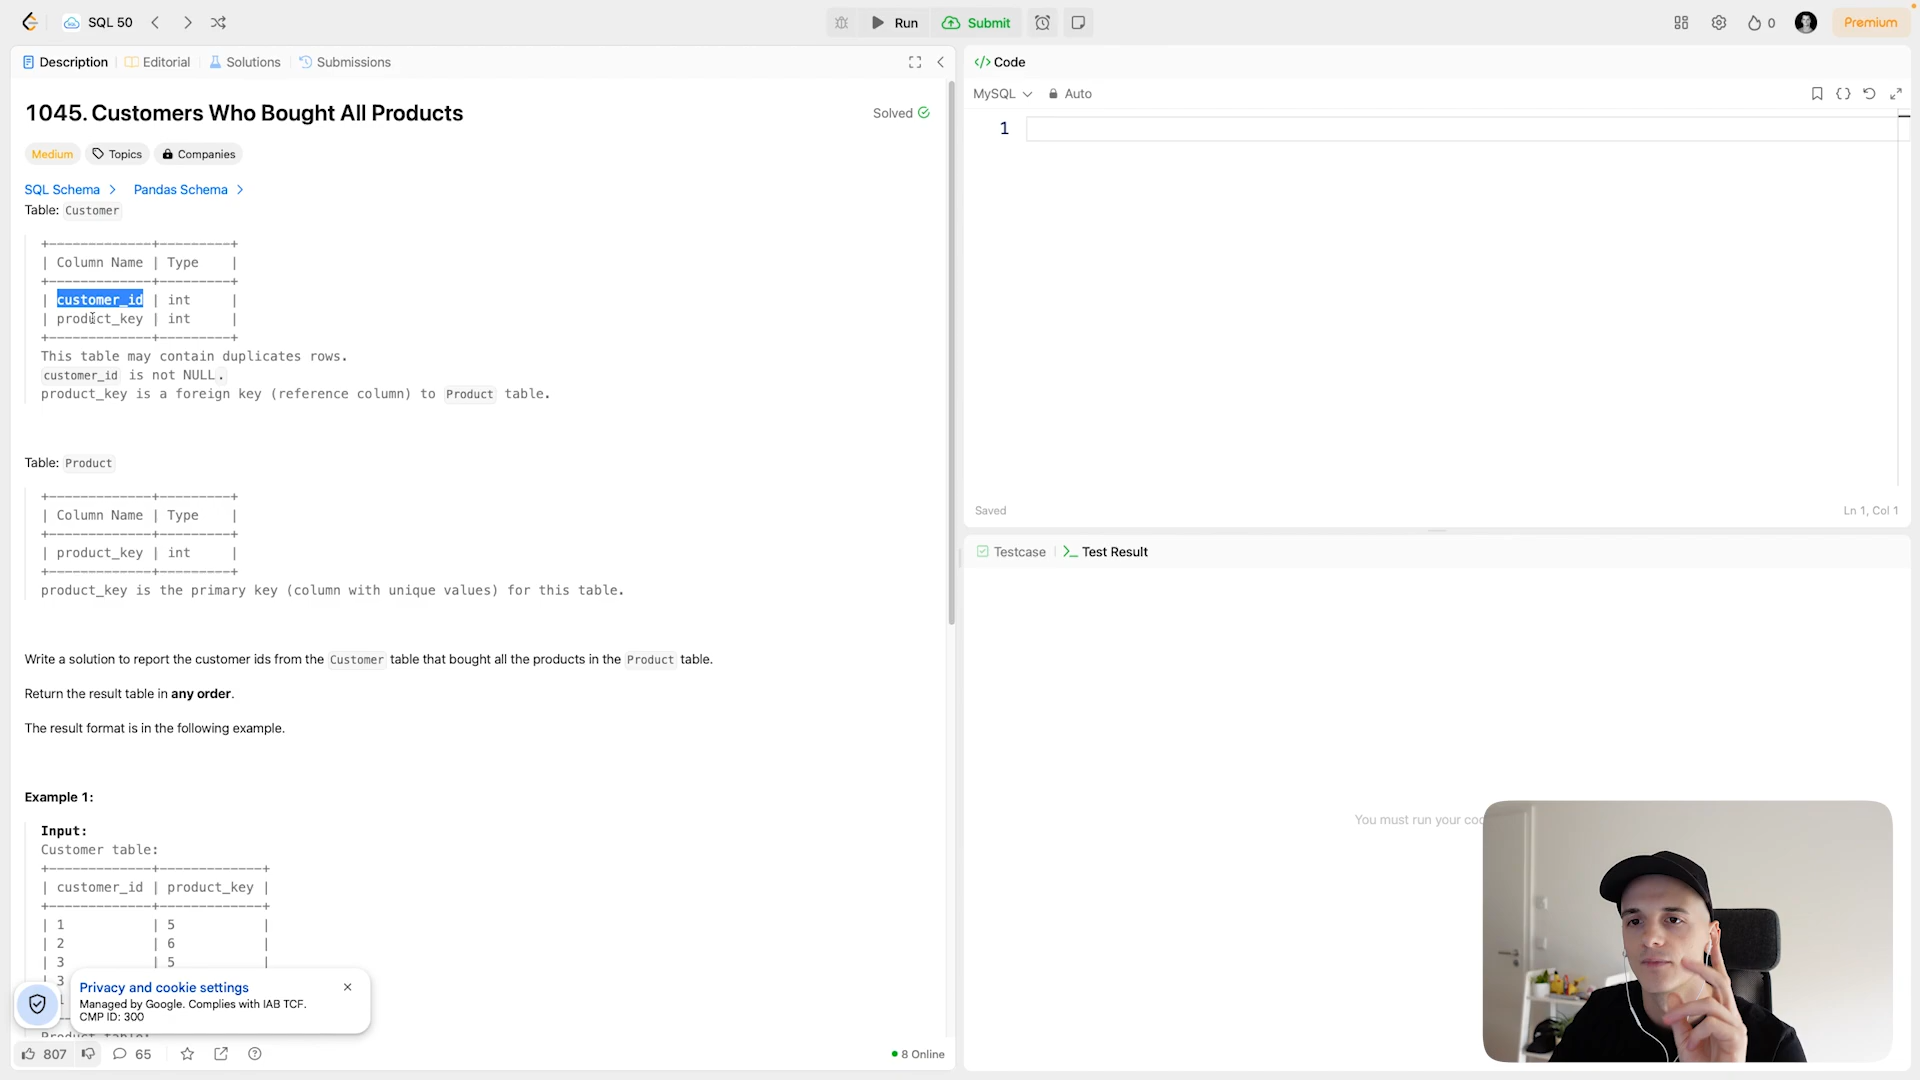 SQL 50
Run
Submit
0
Premium
Description
Editorial
Solutions
Submissions
1045. Customers Who Bought All Products
Solved
Medium
Topics
Companies
SQL Schema >
Pandas Schema >
Table: Customer
+-------------+---------+
| Column Name | Type    |
+-------------+---------+
| customer_id | int     |
| product_key | int     |
+-------------+---------+
This table may contain duplicates rows.
customer_id is not NULL.
product_key is a foreign key (reference column) to Product table.
Table: Product
+-------------+---------+
| Column Name | Type    |
+-------------+---------+
| product_key | int     |
+-------------+---------+
product_key is the primary key (column with unique values) for this table.
Write a solution to report the customer ids from the Customer table that bought all the products in the Product table.
Return the result table in any order.
The result format is in the following example.
Example 1:
Input:
Customer table:
+-------------+-------------+
| customer_id | product_key |
+-------------+-------------+
| 1           | 5           |
| 2           | 6           |
| 3           | 5           |
| 3
Privacy and cookie settings
Managed by Google. Complies with IAB TCF.
CMP ID: 300
Product table:
807
65
8 Online
</> Code
MySQL
Auto
1
Saved
Ln 1, Col 1
Testcase
>_ Test Result
You must run your